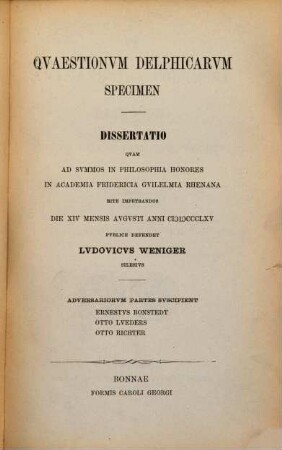 QVAESTIONVM DELPHICARVM
SPECIMEN
DISSERTATIO
QVAM
AD SVMMOS IN PHILOSOPHIA HONORES
IN ACADEMIA FRIDERICIA GVILELMIA RHENANA
RITE IMPETRANDOS
DIE XIV MENSIS AVGVSTI ANNI CIƆIƆCCCLXV
PVBLICE DEFENDET
LVDOVICVS WENIGER
SILESIVS
ADVERSARIORVM PARTES SVSCIPIENT
ERNESTVS RONSTEDT
OTTO LVEDERS
OTTO RICHTER
BONNAE
FORMIS CAROLI GEORGI